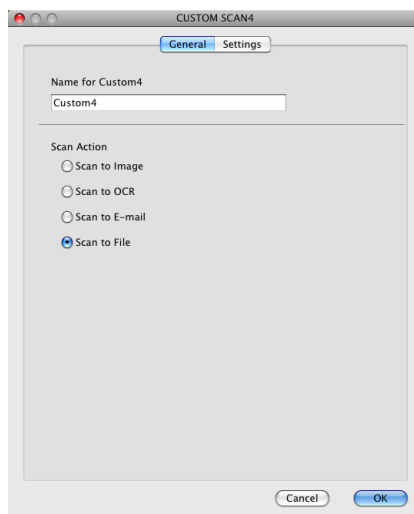 CUSTOM SCAN4
General Settings
Name for Custom4
Custom4
Scan Action
Scan to Image
Scan to OCR
Scan to E-mail
Scan to File
Cancel OK